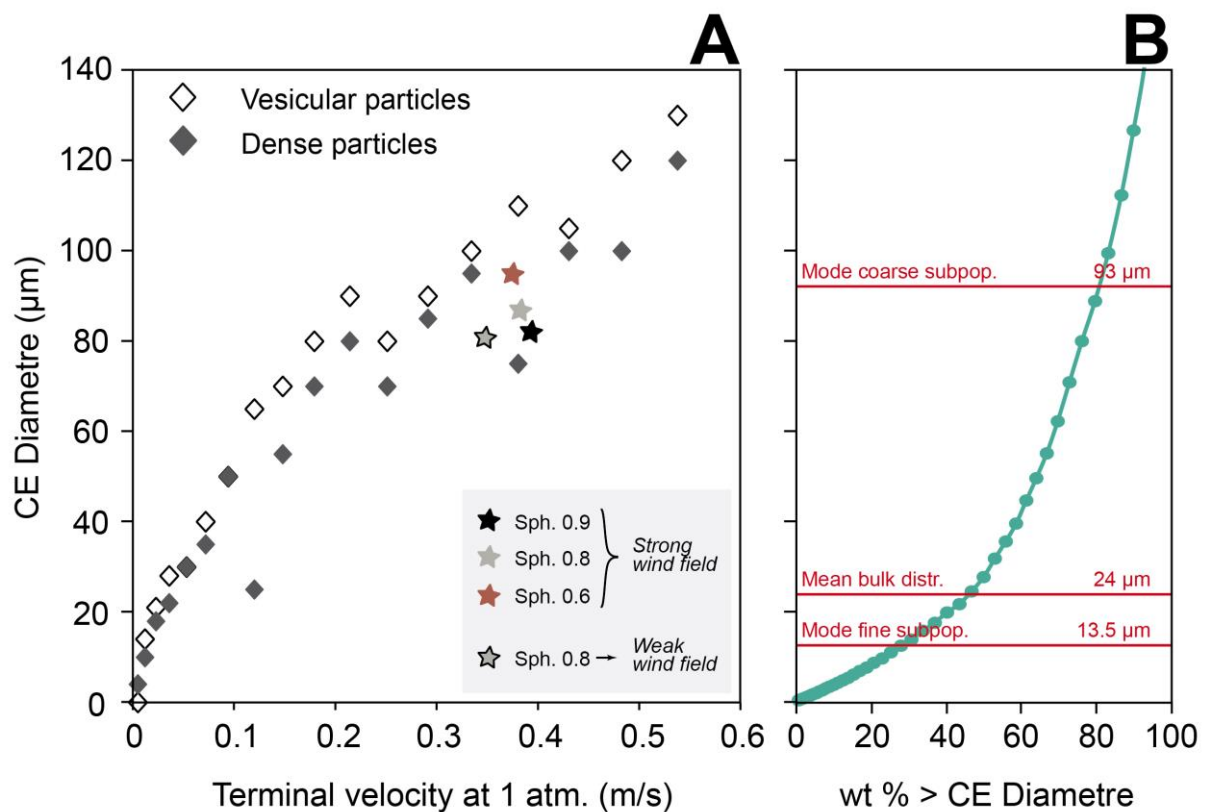 A
B
140
120
100
80
60
40
20
0
CE Diametre (µm)
Vesicular particles
Dense particles
Sph. 0.9
Sph. 0.8
Sph. 0.6
Strong
wind field
Sph. 0.8
Weak
wind field
0 0.1 0.2 0.3 0.4 0.5 0.6
Terminal velocity at 1 atm. (m/s)
Mode coarse subpop. 93 µm
Mean bulk distr. 24 µm
Mode fine subpop. 13.5 µm
0 20 40 60 80 100
wt % > CE Diametre